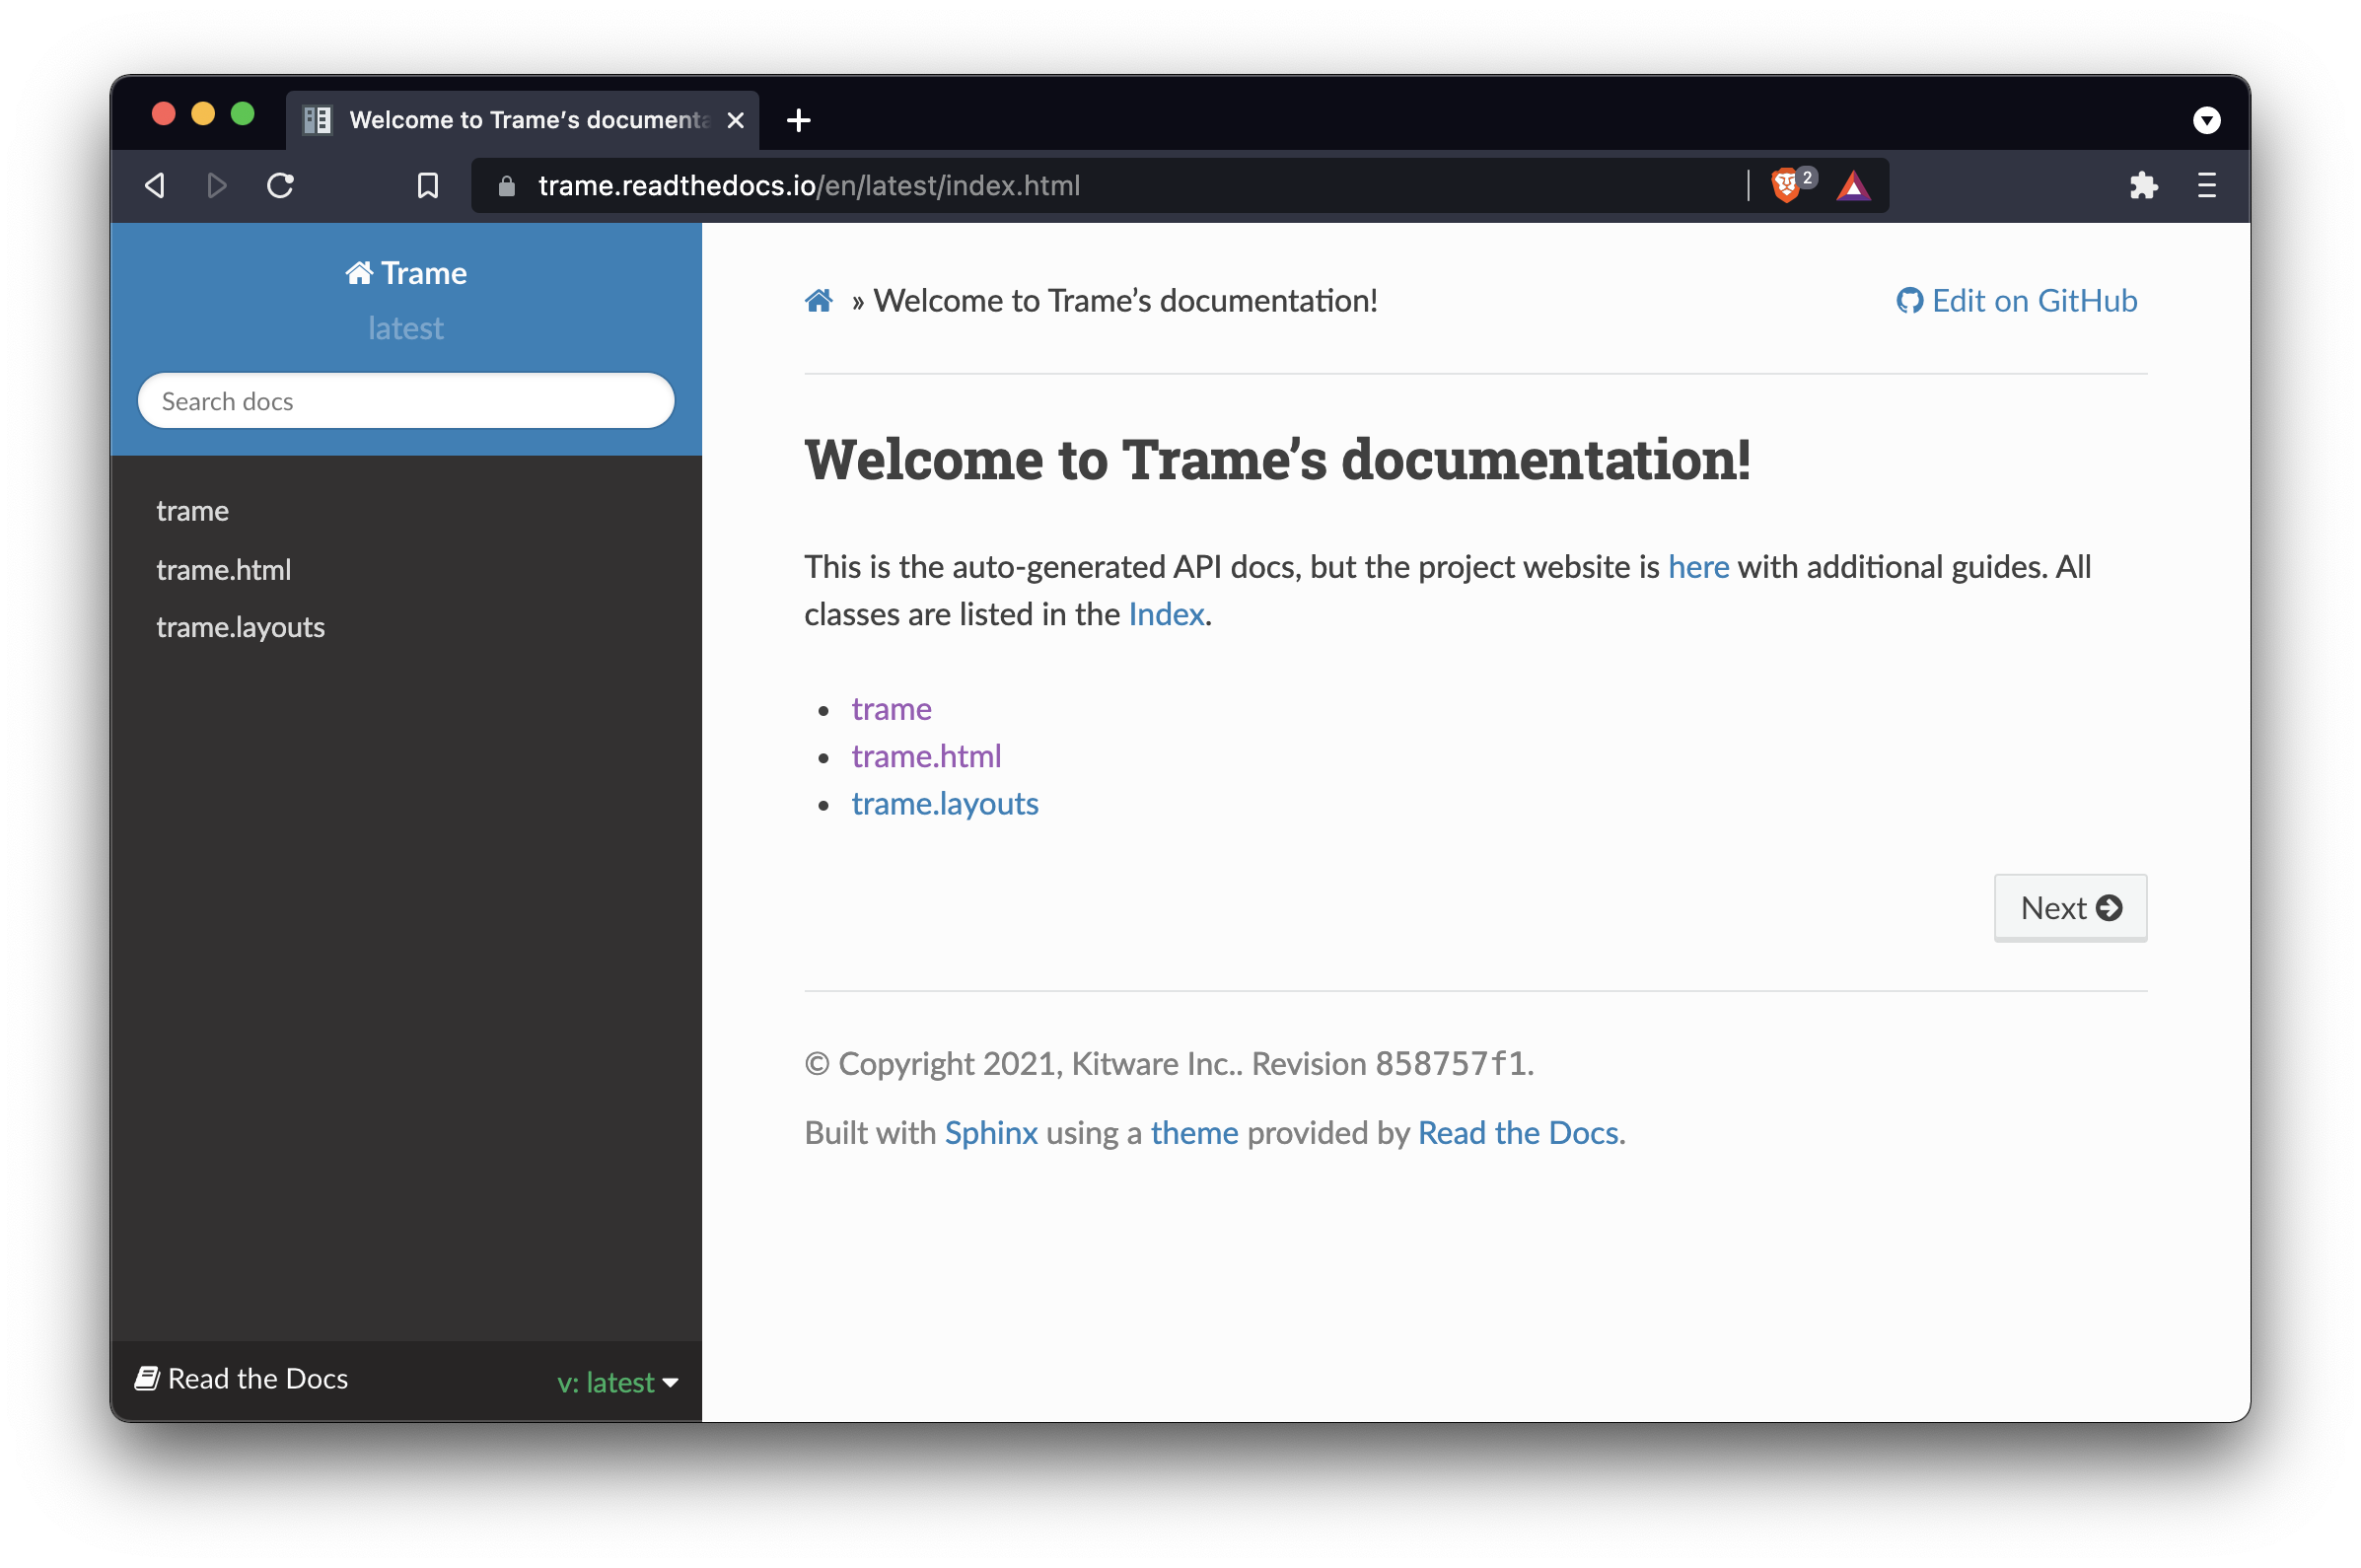 Welcome to Trame’s documenta
trame.readthedocs.io/en/latest/index.html
2
Trame
latest
Search docs
trame
trame.html
trame.layouts
Read the Docs
v: latest
» Welcome to Trame’s documentation!
Edit on GitHub
Welcome to Trame’s documentation!
This is the auto-generated API docs, but the project website is here with additional guides. All
classes are listed in the Index.
• trame
• trame.html
• trame.layouts
Next
© Copyright 2021, Kitware Inc.. Revision 858757f1.
Built with Sphinx using a theme provided by Read the Docs.